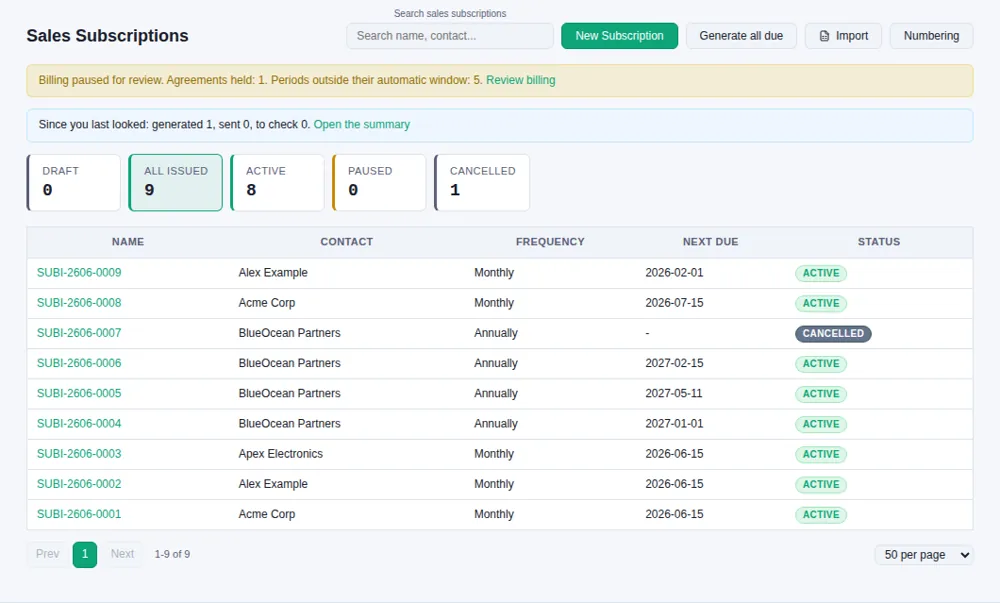 Search sales subscriptions
Sales Subscriptions
Search name, contact...
New Subscription
Generate all due
Import
Numbering
Billing paused for review. Agreements held: 1. Periods outside their automatic window: 5. Review billing
Since you last looked: generated 1, sent 0, to check 0. Open the summary
DRAFT
0
ALL ISSUED
9
ACTIVE
8
PAUSED
0
CANCELLED
1
NAME CONTACT FREQUENCY NEXT DUE STATUS
SUBI-2606-0009 Alex Example Monthly 2026-02-01 ACTIVE
SUBI-2606-0008 Acme Corp Monthly 2026-07-15 ACTIVE
SUBI-2606-0007 BlueOcean Partners Annually - CANCELLED
SUBI-2606-0006 BlueOcean Partners Annually 2027-02-15 ACTIVE
SUBI-2606-0005 BlueOcean Partners Annually 2027-05-11 ACTIVE
SUBI-2606-0004 BlueOcean Partners Annually 2027-01-01 ACTIVE
SUBI-2606-0003 Apex Electronics Monthly 2026-06-15 ACTIVE
SUBI-2606-0002 Alex Example Monthly 2026-06-15 ACTIVE
SUBI-2606-0001 Acme Corp Monthly 2026-06-15 ACTIVE
Prev 1 Next 1-9 of 9
50 per page